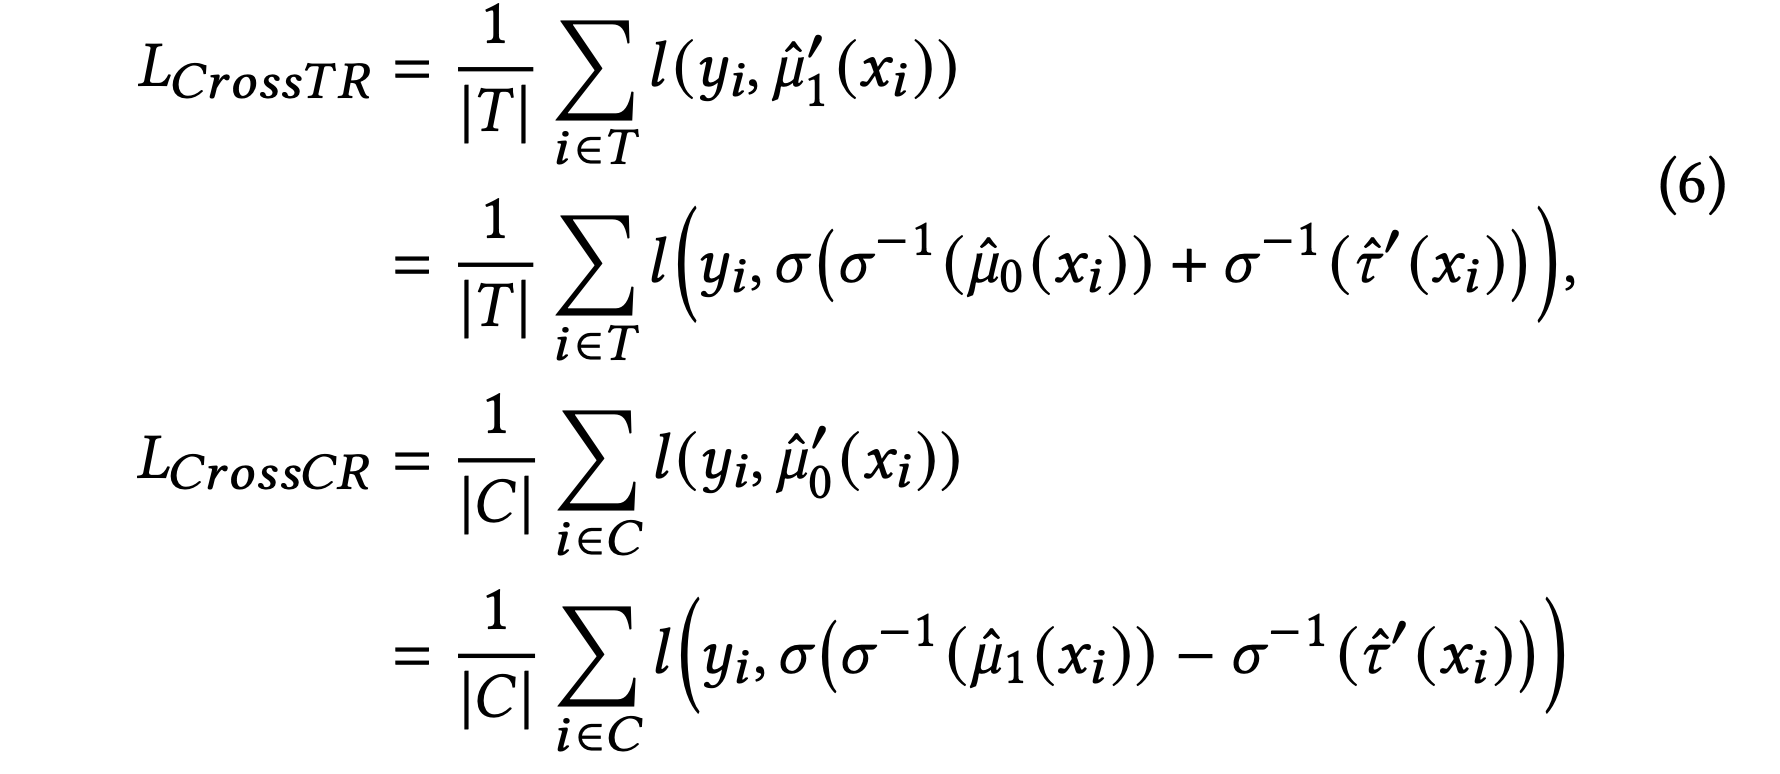 L_{CrossTR} = \frac{1}{|T|} \sum_{i \in T} l(y_i, \hat{\mu}'_1(x_i))
= \frac{1}{|T|} \sum_{i \in T} l\Big(y_i, \sigma\big(\sigma^{-1}(\hat{\mu}_0(x_i)) + \sigma^{-1}(\hat{\tau}'(x_i))\big)\Big), (6)
L_{CrossCR} = \frac{1}{|C|} \sum_{i \in C} l(y_i, \hat{\mu}'_0(x_i))
= \frac{1}{|C|} \sum_{i \in C} l\Big(y_i, \sigma\big(\sigma^{-1}(\hat{\mu}_1(x_i)) - \sigma^{-1}(\hat{\tau}'(x_i))\big)\Big)